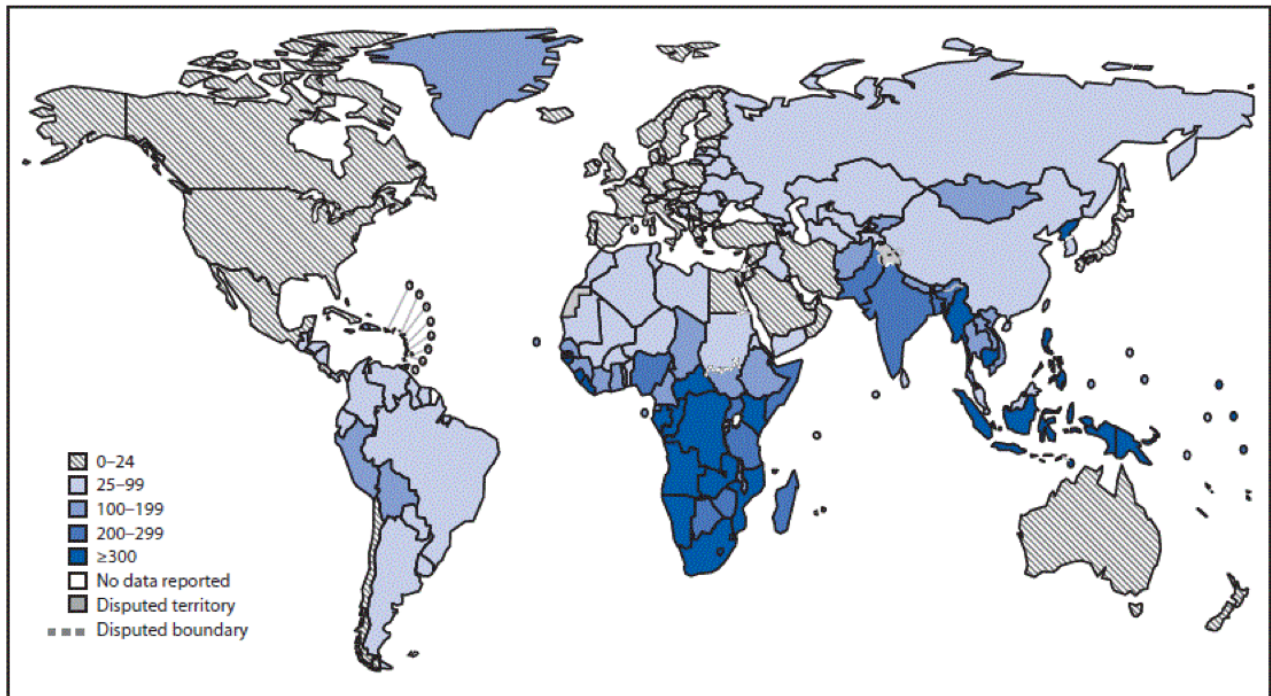 0–24
25–99
100–199
200–299
≥300
No data reported
Disputed territory
Disputed boundary